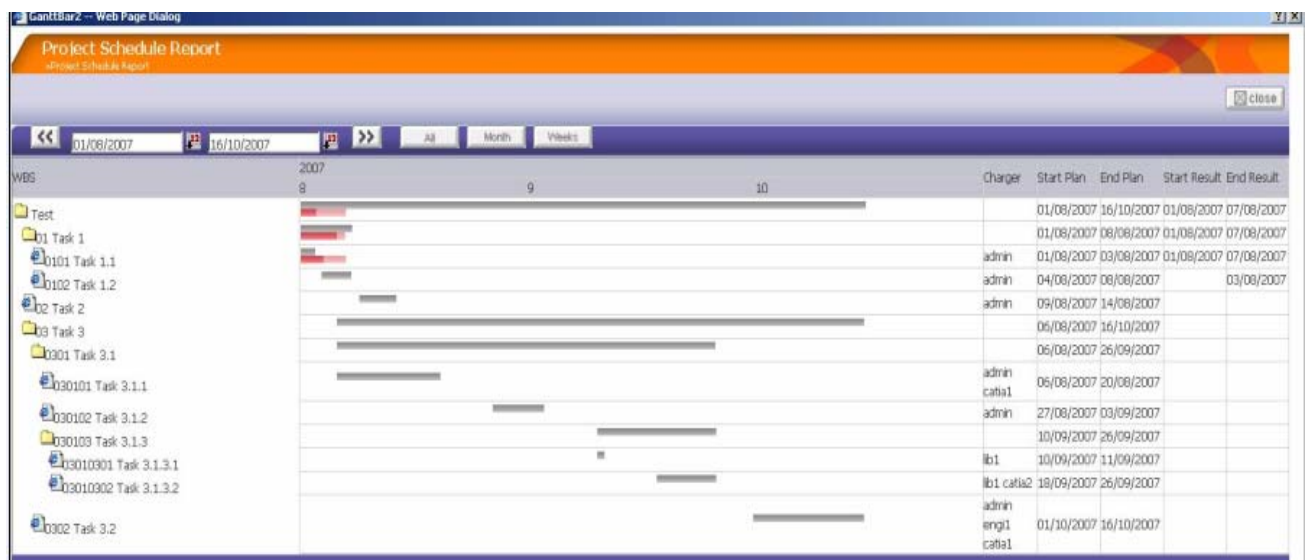 GanttBar2 -- Web Page Dialog
Project Schedule Report
»Project Schedule Report
close
<< 01/08/2007 16/10/2007 >> All Month Weeks
WBS 2007 8 9 10 Charger Start Plan End Plan Start Result End Result
Test 01/08/2007 16/10/2007 01/08/2007 07/08/2007
01 Task 1 01/08/2007 08/08/2007 01/08/2007 07/08/2007
0101 Task 1.1 admin 01/08/2007 03/08/2007 01/08/2007 07/08/2007
0102 Task 1.2 admin 04/08/2007 08/08/2007 03/08/2007
02 Task 2 admin 09/08/2007 14/08/2007
03 Task 3 06/08/2007 16/10/2007
0301 Task 3.1 06/08/2007 26/09/2007
030101 Task 3.1.1 admin catia1 06/08/2007 20/08/2007
030102 Task 3.1.2 admin 27/08/2007 03/09/2007
030103 Task 3.1.3 10/09/2007 26/09/2007
03010301 Task 3.1.3.1 lib1 10/09/2007 11/09/2007
03010302 Task 3.1.3.2 lib1 catia2 18/09/2007 26/09/2007
0302 Task 3.2 admin engi1 catia1 01/10/2007 16/10/2007